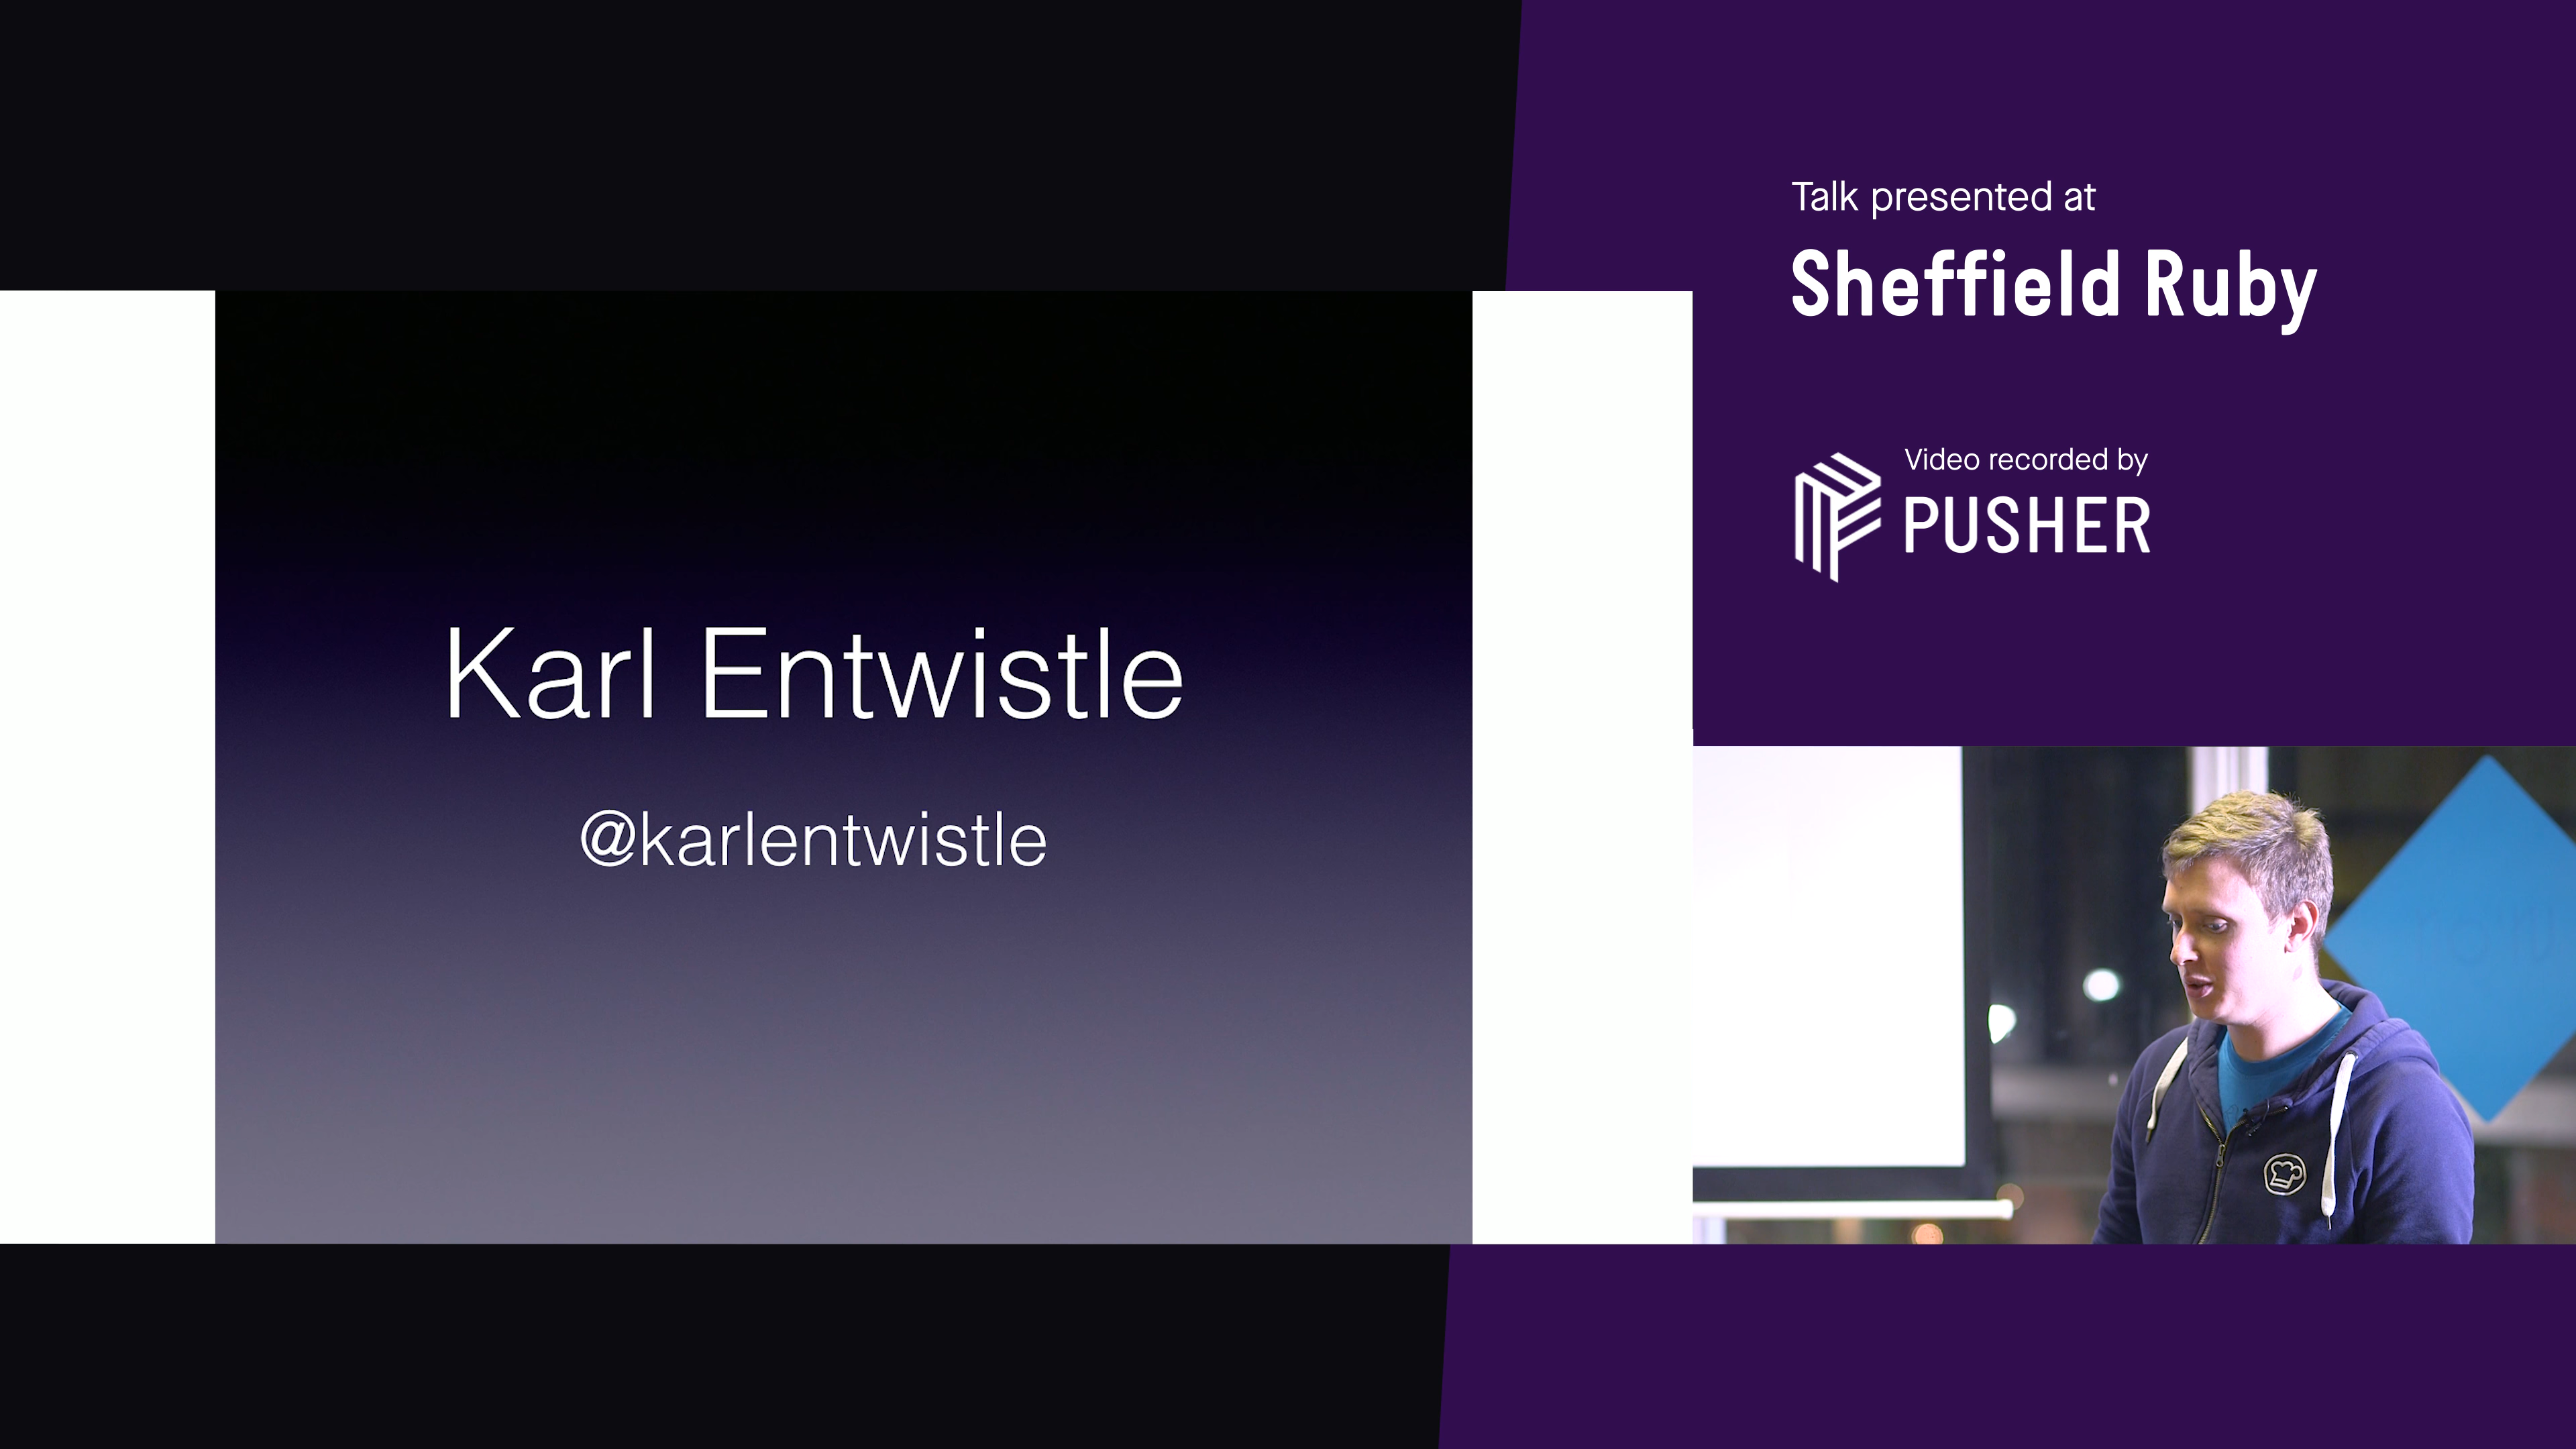 Karl Entwistle
@karlentwistle
Talk presented at
Sheffield Ruby
Video recorded by
PUSHER